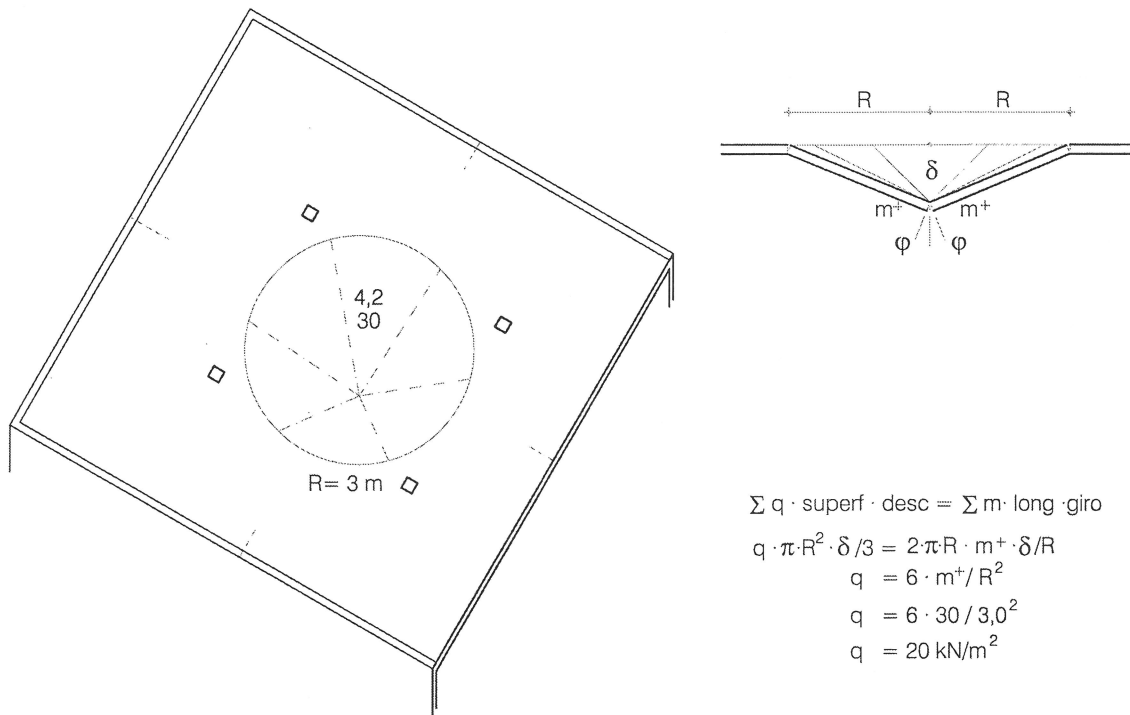 4,2
30
R= 3 m
R R
δ
m⁺ m⁺
φ φ
Σ q · superf · desc = Σ m· long ·giro
q ·π·R² · δ /3 = 2·π·R · m⁺ · δ/R
q = 6 · m⁺/ R²
q = 6 · 30 / 3,0²
q = 20 kN/m²